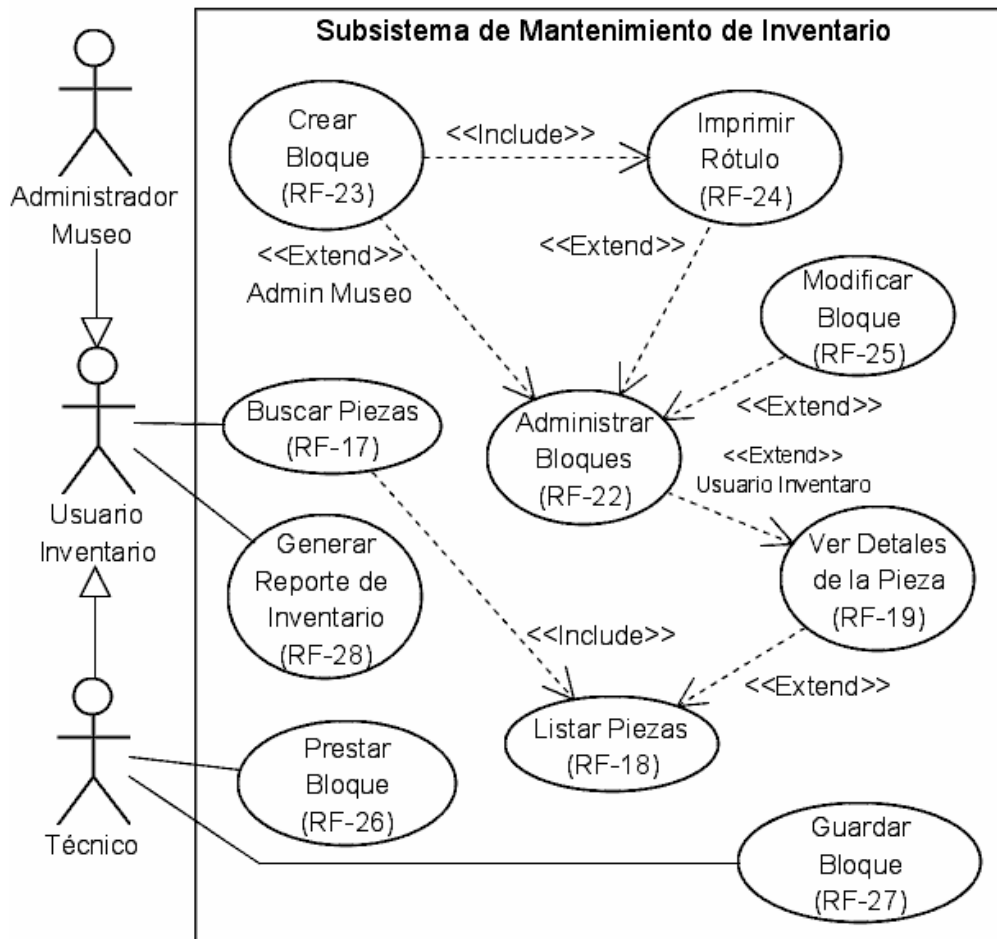 Subsistema de Mantenimiento de Inventario
Administrador
Museo
Crear
Bloque
(RF-23)
<<Include>>
Imprimir
Rótulo
(RF-24)
<<Extend>>
Admin Museo
<<Extend>>
Modificar
Bloque
(RF-25)
<<Extend>>
Usuario
Inventario
Buscar Piezas
(RF-17)
Administrar
Bloques
(RF-22)
<<Extend>>
Usuario Inventaro
Generar
Reporte de
Inventario
(RF-28)
Ver Detales
de la Pieza
(RF-19)
<<Include>>
<<Extend>>
Listar Piezas
(RF-18)
Técnico
Prestar
Bloque
(RF-26)
Guardar
Bloque
(RF-27)